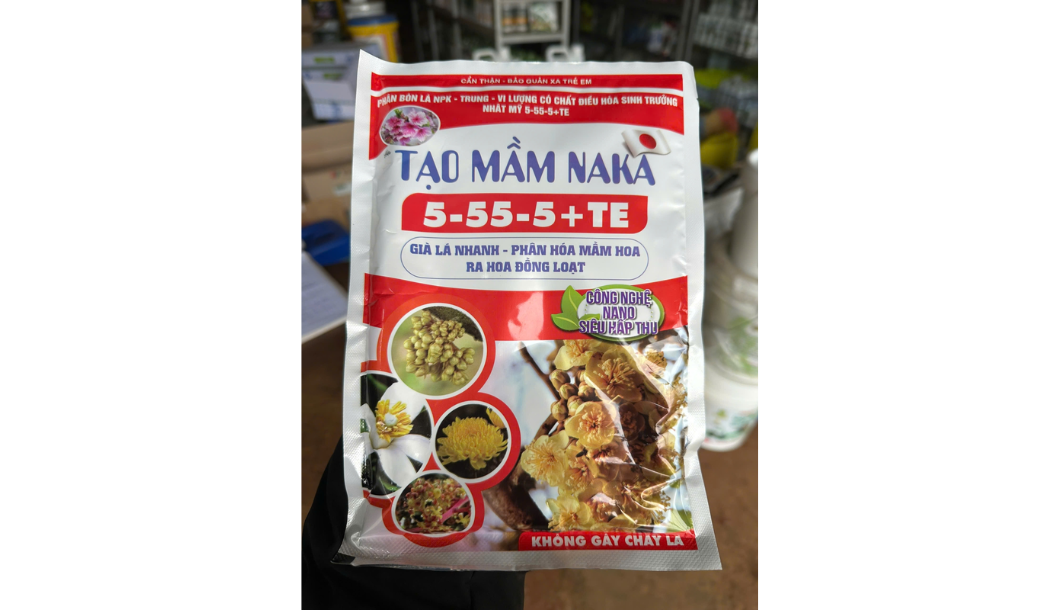 CẨN THẬN - BẢO QUẢN XA TRẺ EM
PHÂN BÓN LÁ NPK - TRUNG - VI LƯỢNG CÓ CHẤT ĐIỀU HÒA SINH TRƯỞNG
NHẤT MỸ 5-55-5+TE
TẠO MẦM NAKA
5-55-5+TE
GIÀ LÁ NHANH - PHÂN HÓA MẦM HOA
RA HOA ĐỒNG LOẠT
CÔNG NGHỆ
NANO
SIÊU HẤP THU
KHÔNG GÂY CHÁY LÁ